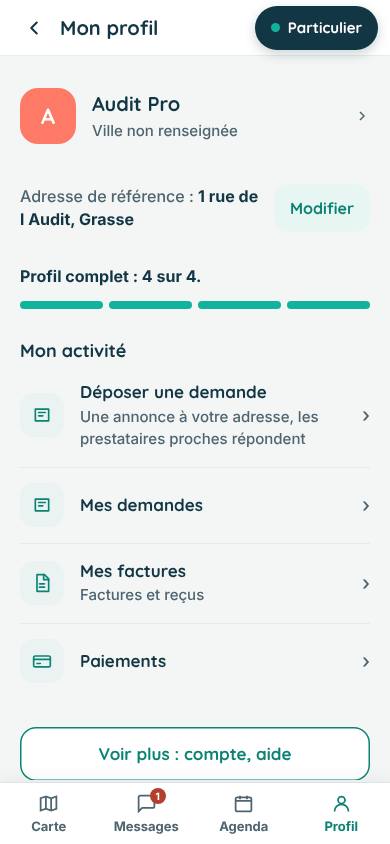 Mon profil
Particulier
A
Audit Pro
Ville non renseignée
Adresse de référence : 1 rue de
l Audit, Grasse
Modifier
Profil complet : 4 sur 4.
Mon activité
Déposer une demande
Une annonce à votre adresse, les
prestataires proches répondent
Mes demandes
Mes factures
Factures et reçus
Paiements
Voir plus : compte, aide
1
Carte
Messages
Agenda
Profil